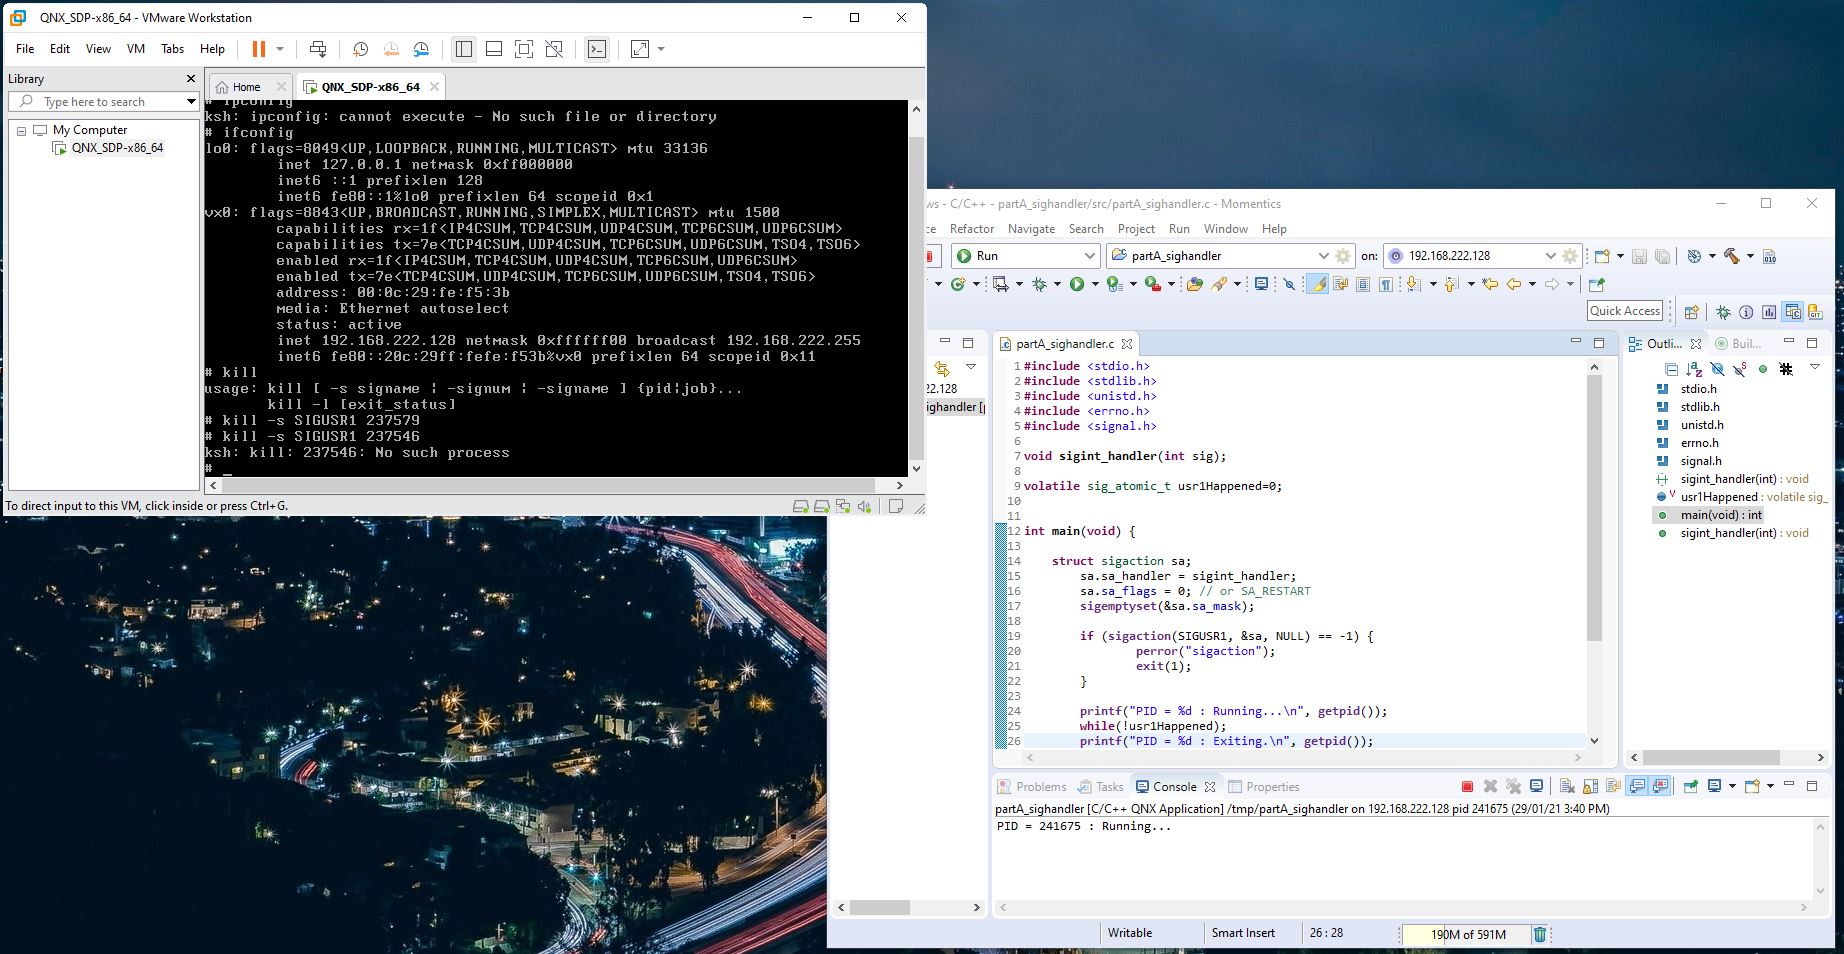 QNX_SDP-x86_64 - VMware Workstation
File Edit View VM Tabs Help
Library
Type here to search
My Computer
QNX_SDP-x86_64
Home
QNX_SDP-x86_64
# ipconfig
ksh: ipconfig: cannot execute - No such file or directory
# ifconfig
lo0: flags=8049<UP,LOOPBACK,RUNNING,MULTICAST> mtu 33136
inet 127.0.0.1 netmask 0xff000000
inet6 ::1 prefixlen 128
inet6 fe80::1%lo0 prefixlen 64 scopeid 0x1
vx0: flags=8843<UP,BROADCAST,RUNNING,SIMPLEX,MULTICAST> mtu 1500
capabilities rx=1f<IP4CSUM,TCP4CSUM,UDP4CSUM,TCP6CSUM,UDP6CSUM>
capabilities tx=7e<TCP4CSUM,UDP4CSUM,TCP6CSUM,UDP6CSUM,TSO4,TSO6>
enabled rx=1f<IP4CSUM,TCP4CSUM,UDP4CSUM,TCP6CSUM,UDP6CSUM>
enabled tx=7e<TCP4CSUM,UDP4CSUM,TCP6CSUM,UDP6CSUM,TSO4,TSO6>
address: 00:0c:29:fe:f5:3b
media: Ethernet autoselect
status: active
inet 192.168.222.128 netmask 0xffffff00 broadcast 192.168.222.255
inet6 fe80::20c:29ff:fefe:f53b%vx0 prefixlen 64 scopeid 0x11
# kill
usage: kill [ -s signame | -signum | -signame ] {pid|job}...
kill -l [exit_status]
# kill -s SIGUSR1 237579
# kill -s SIGUSR1 237546
ksh: kill: 237546: No such process
# _
To direct input to this VM, click inside or press Ctrl+G.
ws - C/C++ - partA_sighandler/src/partA_sighandler.c - Momentics
ce Refactor Navigate Search Project Run Window Help
Run partA_sighandler on: 192.168.222.128
Quick Access
22.128
ighandler [
partA_sighandler.c
1 #include <stdio.h>
2 #include <stdlib.h>
3 #include <unistd.h>
4 #include <errno.h>
5 #include <signal.h>
6
7 void sigint_handler(int sig);
8
9 volatile sig_atomic_t usr1Happened=0;
10
11
12 int main(void) {
13
14 struct sigaction sa;
15 sa.sa_handler = sigint_handler;
16 sa.sa_flags = 0; // or SA_RESTART
17 sigemptyset(&sa.sa_mask);
18
19 if (sigaction(SIGUSR1, &sa, NULL) == -1) {
20 perror("sigaction");
21 exit(1);
22 }
23
24 printf("PID = %d : Running...\n", getpid());
25 while(!usr1Happened);
26 printf("PID = %d : Exiting.\n", getpid());
Outli... Buil...
stdio.h
stdlib.h
unistd.h
errno.h
signal.h
sigint_handler(int) : void
usr1Happened : volatile sig_
main(void) : int
sigint_handler(int) : void
Problems Tasks Console Properties
partA_sighandler [C/C++ QNX Application] /tmp/partA_sighandler on 192.168.222.128 pid 241675 (29/01/21 3:40 PM)
PID = 241675 : Running...
Writable Smart Insert 26 : 28 190M of 591M